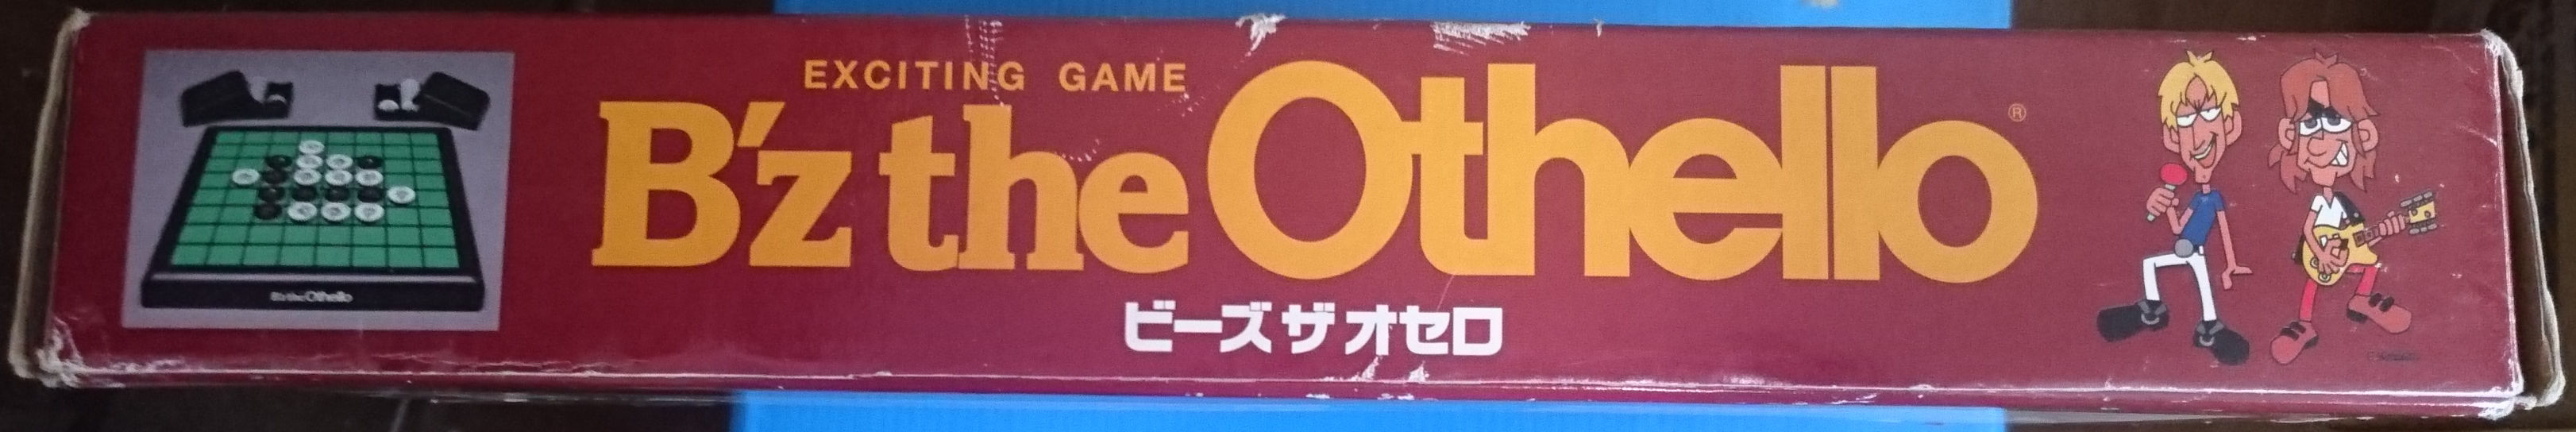 EXCITING GAME
B'z the Othello®
ビーズ ザ オセロ
B'z the Othello